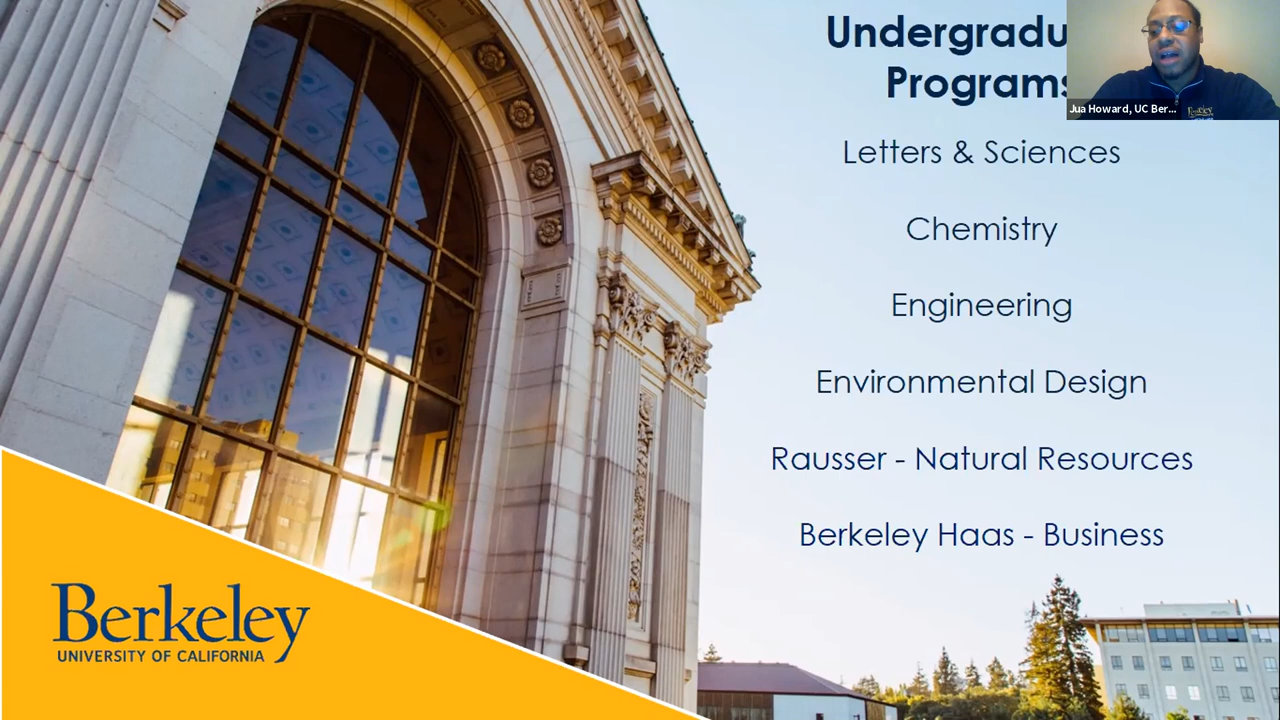 Undergradu
Programs
Jua Howard, UC Ber...
Berkeley
Letters & Sciences
Chemistry
Engineering
Environmental Design
Rausser - Natural Resources
Berkeley Haas - Business
Berkeley
UNIVERSITY OF CALIFORNIA